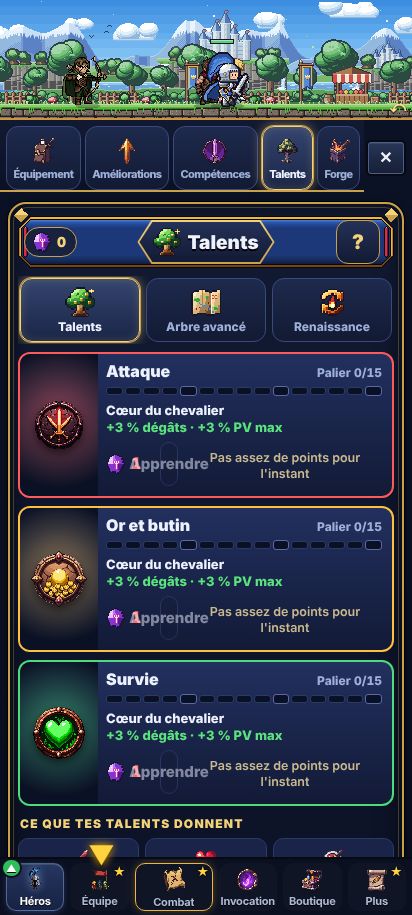 Équipement
Améliorations
Compétences
Talents
Forge
×
0
Talents
?
Talents
Arbre avancé
Renaissance
Attaque
Palier 0/15
Cœur du chevalier
+3 % dégâts · +3 % PV max
Apprendre
Pas assez de points pour
l'instant
Or et butin
Palier 0/15
Cœur du chevalier
+3 % dégâts · +3 % PV max
Apprendre
Pas assez de points pour
l'instant
Survie
Palier 0/15
Cœur du chevalier
+3 % dégâts · +3 % PV max
Apprendre
Pas assez de points pour
l'instant
CE QUE TES TALENTS DONNENT
Héros
Équipe
Combat
Invocation
Boutique
Plus